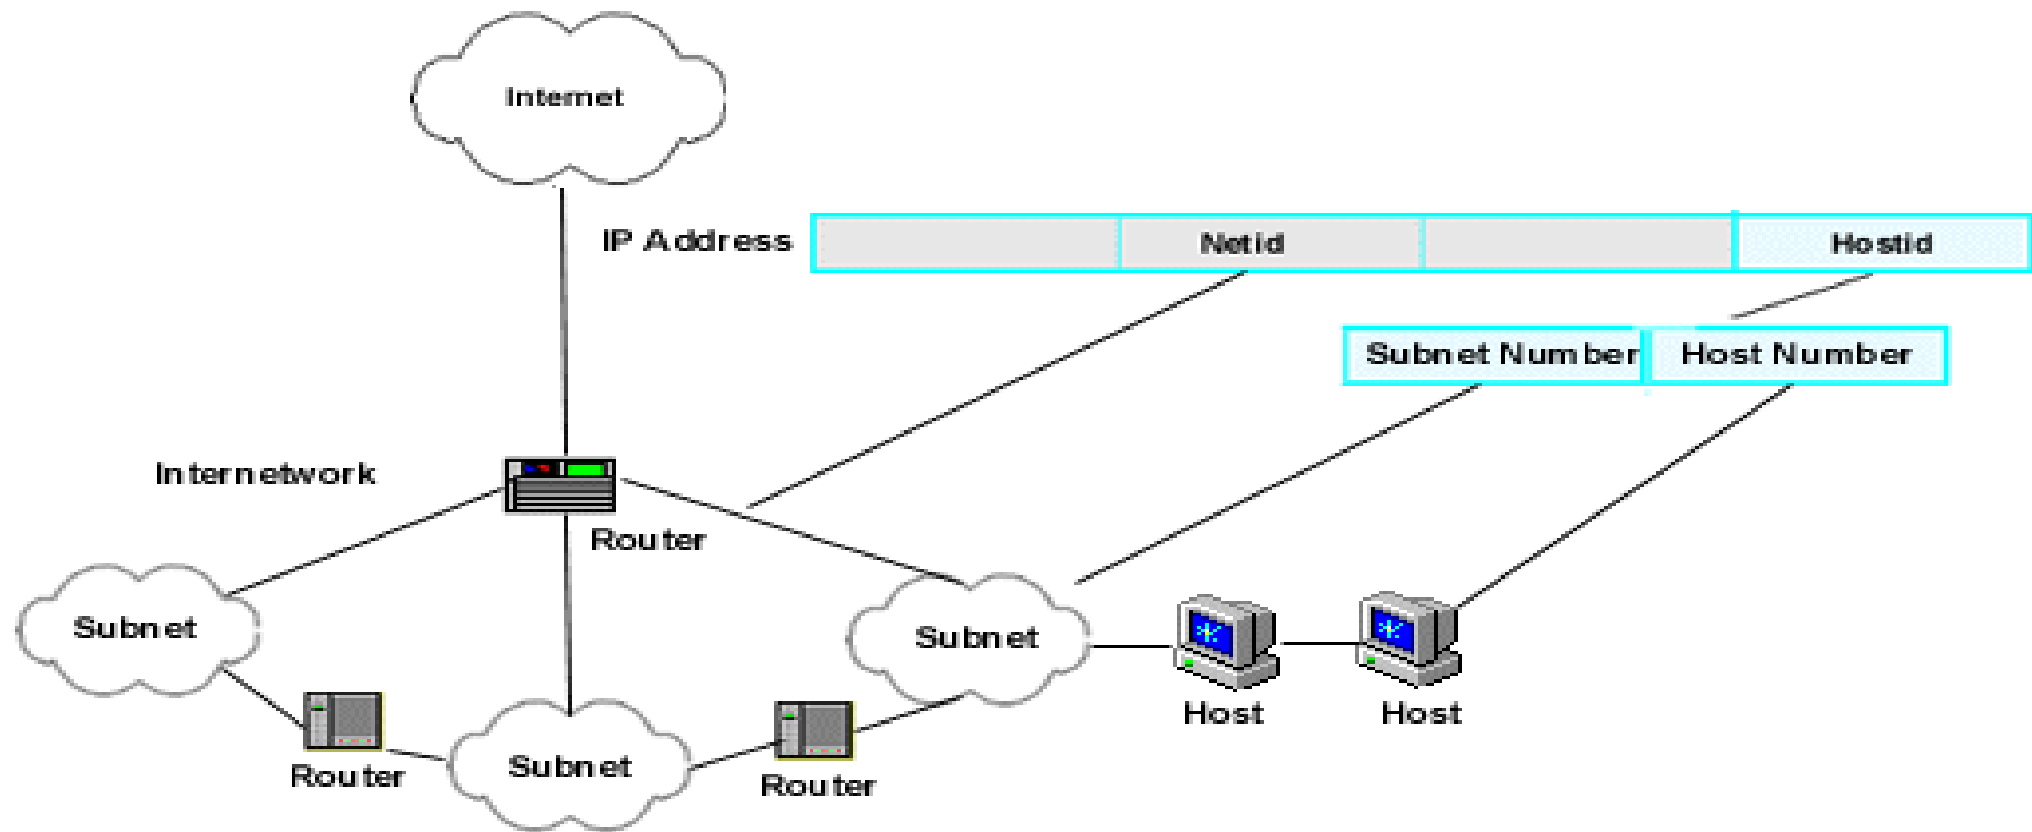 Internet
IP Address
Netid
Hostid
Subnet Number
Host Number
Internetwork
Router
Subnet
Subnet
Host
Host
Router
Subnet
Router